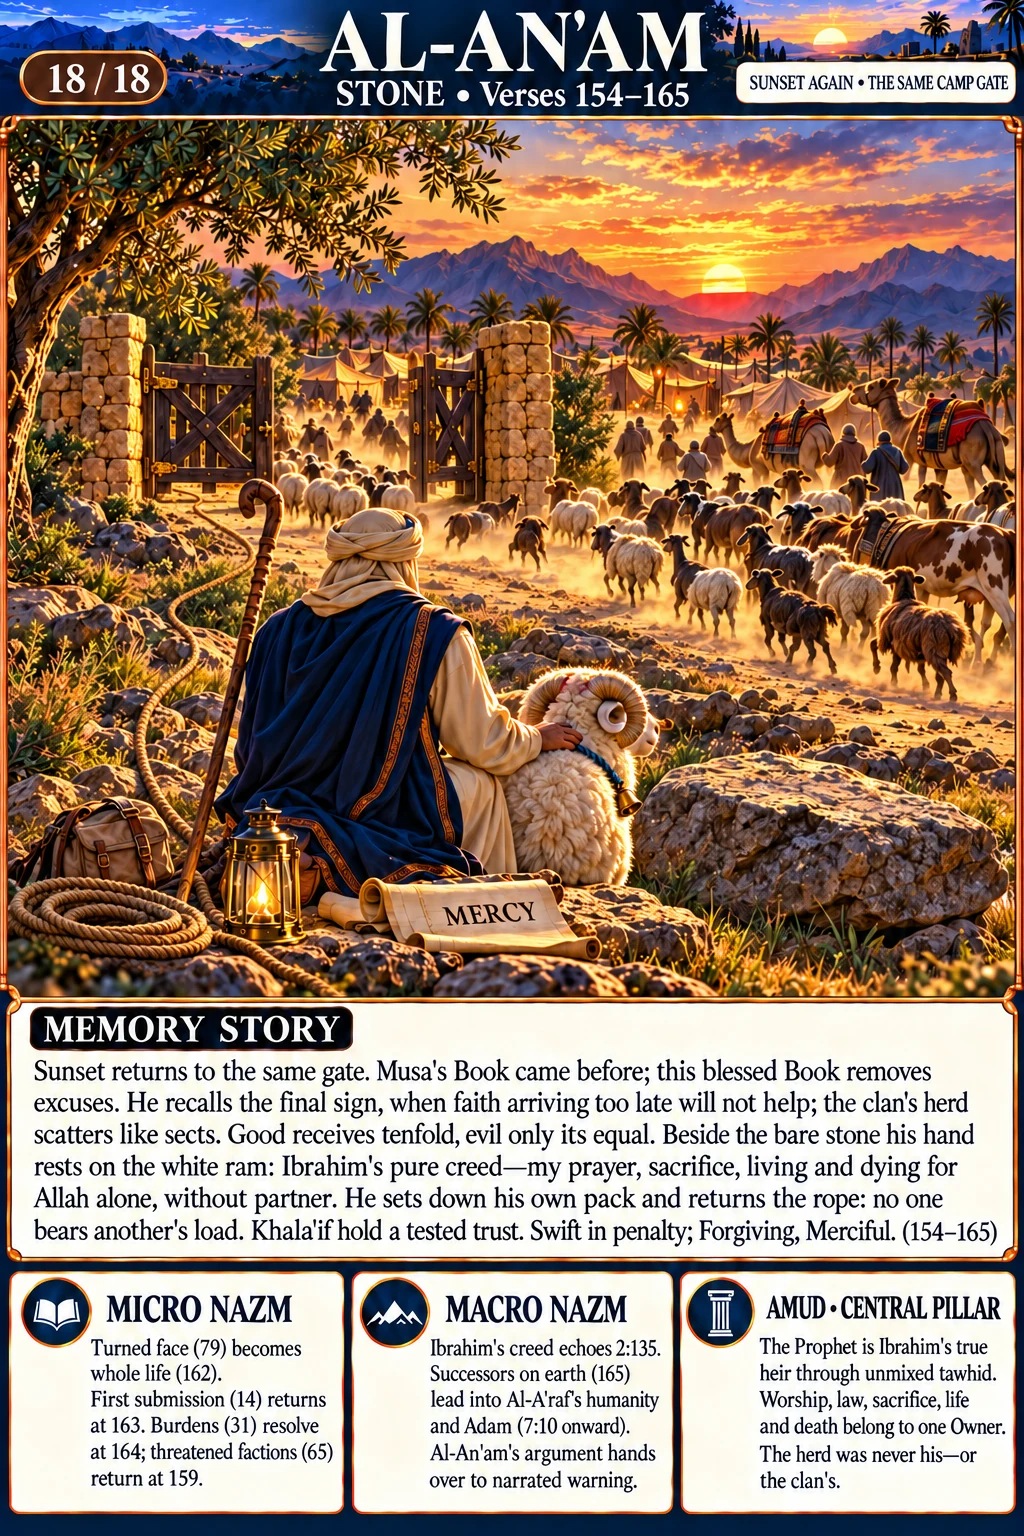 18 / 18
AL-AN'AM
STONE • Verses 154–165
SUNSET AGAIN • THE SAME CAMP GATE
MERCY
MEMORY STORY
Sunset returns to the same gate. Musa's Book came before; this blessed Book removes
excuses. He recalls the final sign, when faith arriving too late will not help; the clan's herd
scatters like sects. Good receives tenfold, evil only its equal. Beside the bare stone his hand
rests on the white ram: Ibrahim's pure creed—my prayer, sacrifice, living and dying for
Allah alone, without partner. He sets down his own pack and returns the rope: no one
bears another's load. Khala'if hold a tested trust. Swift in penalty; Forgiving, Merciful. (154–165)
MICRO NAZM
Turned face (79) becomes
whole life (162).
First submission (14) returns
at 163. Burdens (31) resolve
at 164; threatened factions (65)
return at 159.
MACRO NAZM
Ibrahim's creed echoes 2:135.
Successors on earth (165)
lead into Al-A'raf's humanity
and Adam (7:10 onward).
Al-An'am's argument hands
over to narrated warning.
AMUD • CENTRAL PILLAR
The Prophet is Ibrahim's true
heir through unmixed tawhid.
Worship, law, sacrifice, life
and death belong to one Owner.
The herd was never his—or
the clan's.